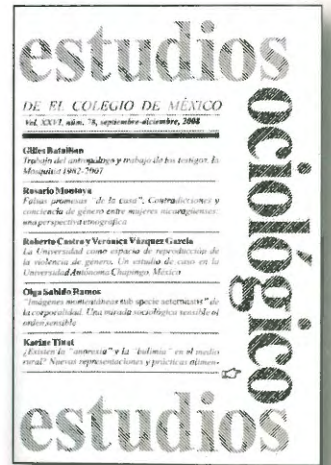 estudios
ociológico
DE EL COLEGIO DE MÉXICO
Vol. XXVI, núm. 78, septiembre-diciembre, 2008
Gilles Bataillon
Trabajo del antropólogo y trabajo de los testigos. la
Mosquitia 1982-2007
Rosario Montoya
Falsas promesas "de la casa". Contradicciones y
conciencia de género entre mujeres nicaragüenses:
una perspectiva etnográfica
Roberto Castro y Verónica Vázquez García
La Universidad como espacio de reproducción de
la violencia de género. Un estudio de caso en la
Universidad Autónoma Chapingo, México
Olga Sabido Ramos
"Imágenes momentáneas sub specie aeternitatis" de
la corporalidad. Una mirada sociológica sensible al
orden sensible
Karine Tinat
¿Existen la "anorexia" y la "bulimia" en el medio
rural? Nuevas representaciones y prácticas alimen-
estudios